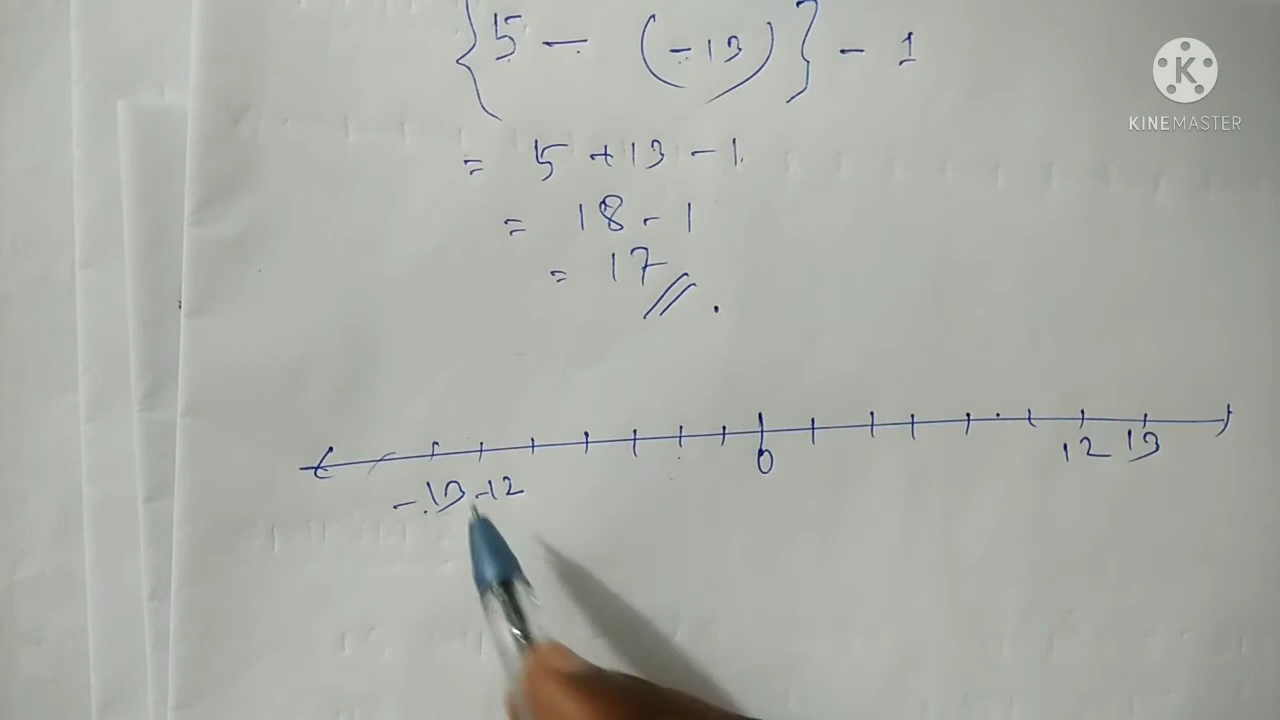 {5 - (-13)} - 1
= 5 + 13 - 1
= 18 - 1
= 17 //.
0 12 13
-13 -12
K
KINEMASTER